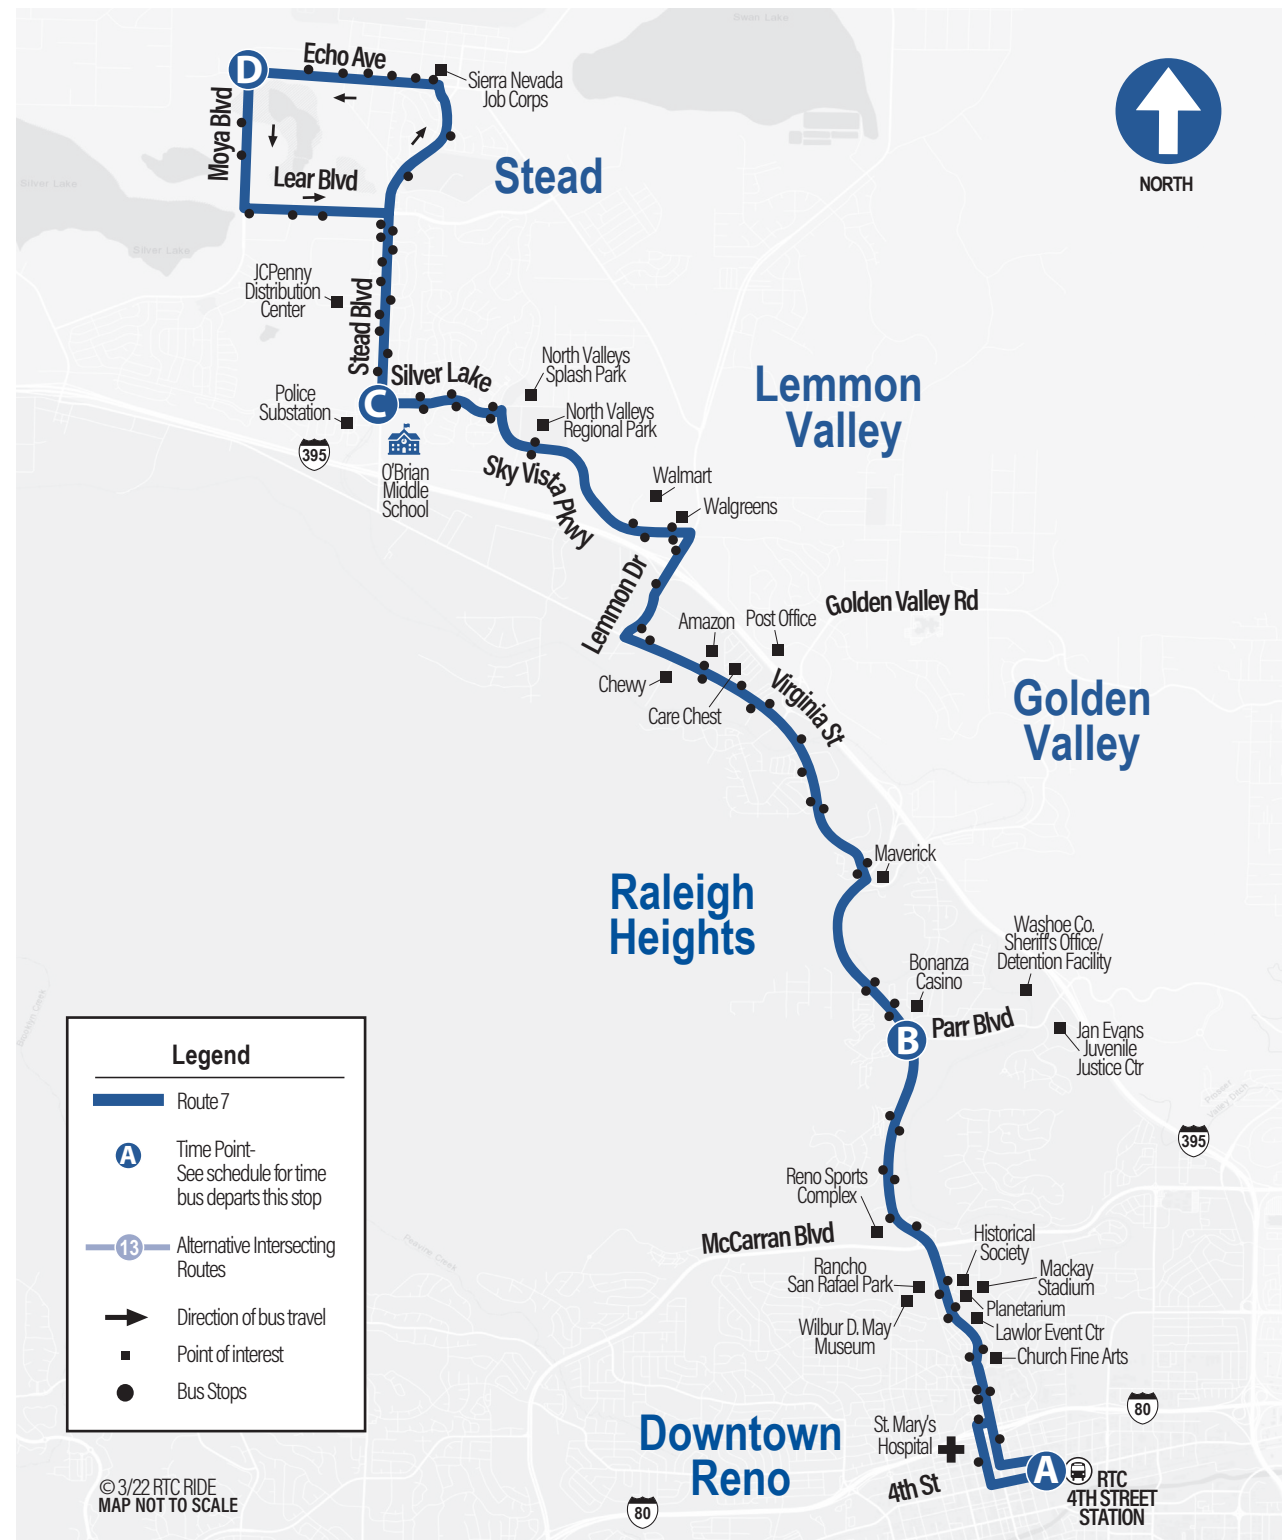 Swan Lake
D
Echo Ave
Sierra Nevada
Job Corps
Moya Blvd
Lear Blvd
Stead
NORTH
Silver Lake
Silver Lake
JCPenny
Distribution
Center
Stead Blvd
Silver Lake
C
Police
Substation
395
O'Brian
Middle
School
North Valleys
Splash Park
North Valleys
Regional Park
Lemmon
Valley
Sky Vista Pkwy
Walmart
Walgreens
Lemmon Dr
Golden Valley Rd
Amazon
Post Office
Chewy
Care Chest
Virginia St
Golden
Valley
Maverick
Raleigh
Heights
Washoe Co.
Sheriff's Office/
Detention Facility
Bonanza
Casino
B
Parr Blvd
Jan Evans
Juvenile
Justice Ctr
395
Reno Sports
Complex
McCarran Blvd
Historical
Society
Rancho
San Rafael Park
Mackay
Stadium
Planetarium
Wilbur D. May
Museum
Lawlor Event Ctr
Church Fine Arts
80
Downtown
Reno
St. Mary's
Hospital
4th St
A
RTC
4TH STREET
STATION
80
Legend
Route 7
A
Time Point-
See schedule for time
bus departs this stop
13
Alternative Intersecting
Routes
Direction of bus travel
Point of interest
Bus Stops
© 3/22 RTC RIDE
MAP NOT TO SCALE